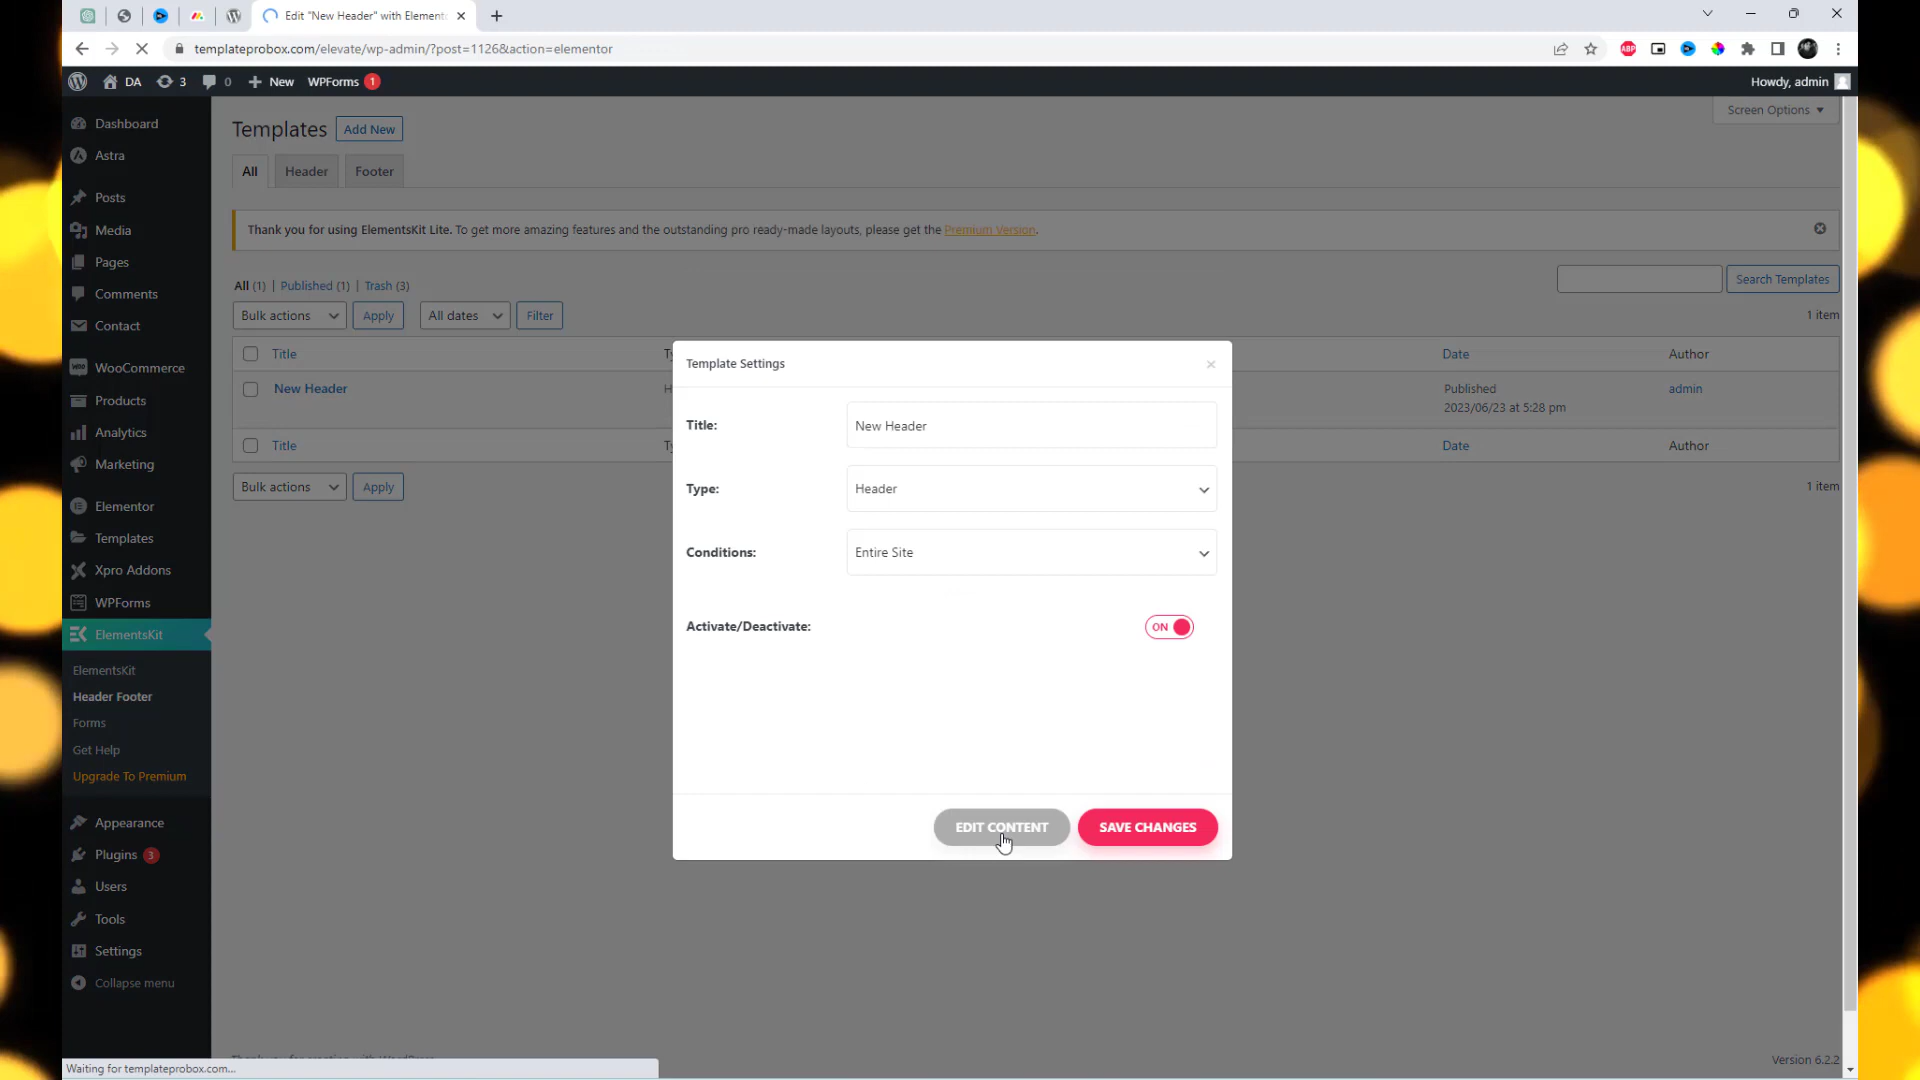 Edit "New Header" with Element
templateprobox.com/elevate/wp-admin/?post=1126&action=elementor
ABP
DA 3 0 New WPForms 1 Howdy, admin
Screen Options
Templates Add New
All Header Footer
Thank you for using ElementsKit Lite. To get more amazing features and the outstanding pro ready-made layouts, please get the Premium Version.
All (1) | Published (1) | Trash (3)
Search Templates
Bulk actions Apply All dates Filter
1 item
Title Date Author
New Header Published admin
2023/06/23 at 5:28 pm
Title Date Author
Bulk actions Apply
1 item
Dashboard
Astra
Posts
Media
Pages
Comments
Contact
WooCommerce
Products
Analytics
Marketing
Elementor
Templates
Xpro Addons
WPForms
ElementsKit
ElementsKit
Header Footer
Forms
Get Help
Upgrade To Premium
Appearance
Plugins 3
Users
Tools
Settings
Collapse menu
Template Settings ×
Title: New Header
Type: Header
Conditions: Entire Site
Activate/Deactivate: ON
EDIT CONTENT SAVE CHANGES
Version 6.2.2
Waiting for templateprobox.com...